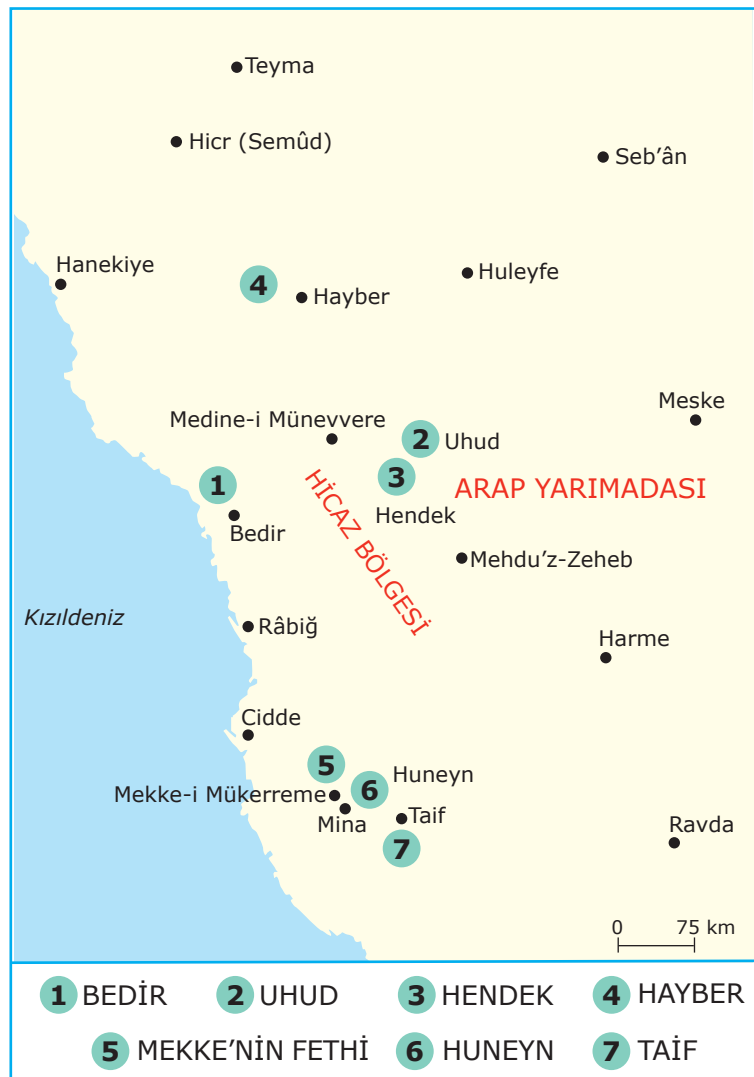 Teyma
Hicr (Semûd)
Seb'ân
Hanekiye
4
Hayber
Huleyfe
Meske
Medine-i Münevvere
2
Uhud
1
3
HİCAZ BÖLGESİ
ARAP YARIMADASI
Hendek
Bedir
Mehdu'z-Zeheb
Kızıldeniz
Râbiğ
Harme
Cidde
5
Huneyn
Mekke-i Mükerreme
6
Mina
Taif
Ravda
7
0 75 km
1 BEDİR 2 UHUD 3 HENDEK 4 HAYBER
5 MEKKE'NİN FETHİ 6 HUNEYN 7 TAİF